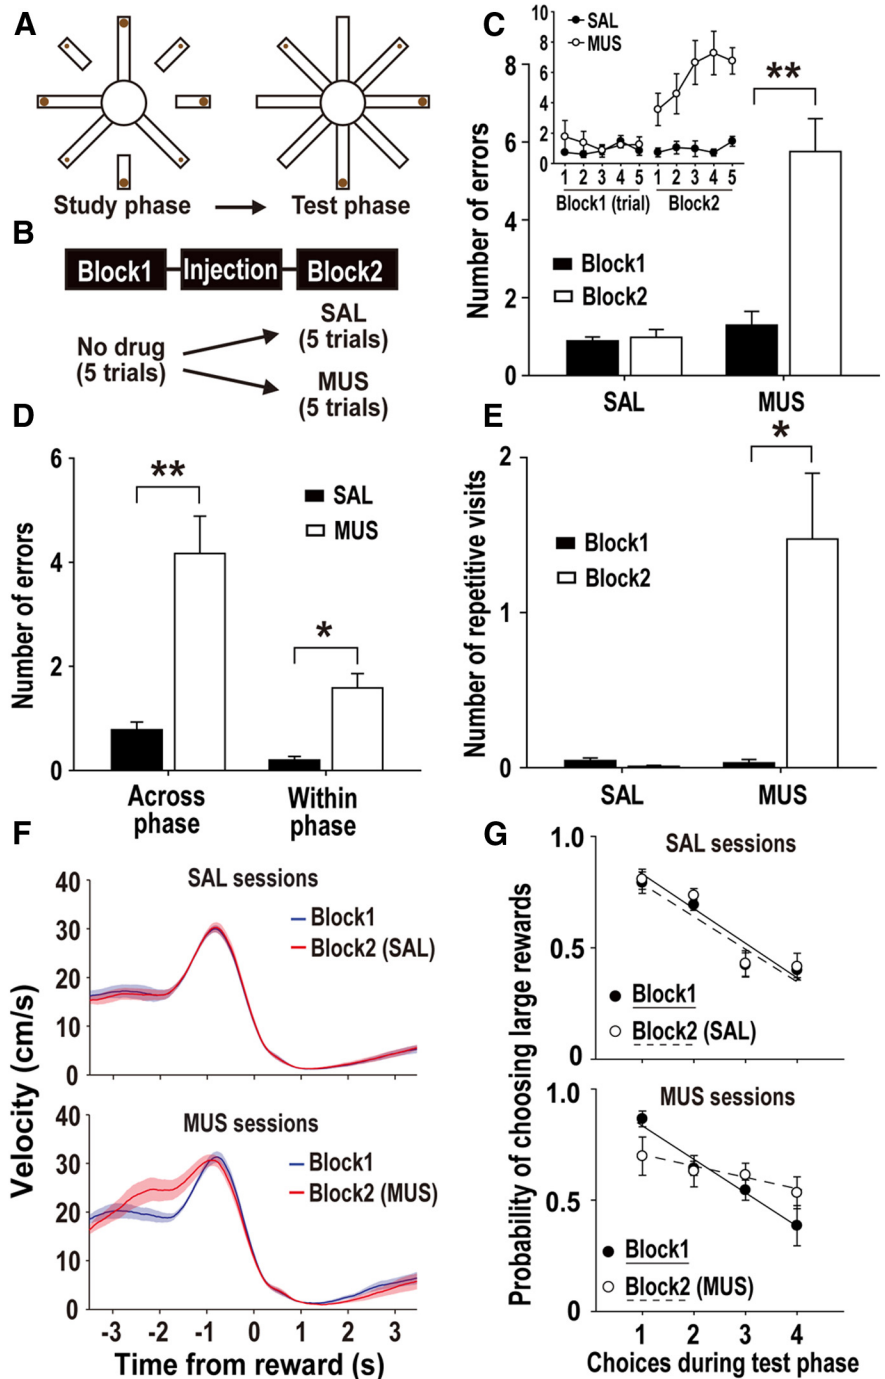 A
Study phase
Test phase
B
Block1
Injection
Block2
No drug
(5 trials)
SAL
(5 trials)
MUS
(5 trials)
C
Number of errors
8
6
4
2
0
10
8
6
4
2
0
SAL
MUS
1 2 3 4 5 1 2 3 4 5
Block1 (trial) Block2
**
Block1
Block2
SAL MUS
D
Number of errors
6
4
2
0
**
*
SAL
MUS
Across
phase
Within
phase
E
Number of repetitive visits
2
1
0
*
Block1
Block2
SAL MUS
F
Velocity (cm/s)
SAL sessions
40
30
20
10
0
Block1
Block2 (SAL)
MUS sessions
40
30
20
10
0
Block1
Block2 (MUS)
-3 -2 -1 0 1 2 3
Time from reward (s)
G
Probability of choosing large rewards
SAL sessions
1.0
0.5
0
Block1
Block2 (SAL)
MUS sessions
1.0
0.5
0
Block1
Block2 (MUS)
1 2 3 4
Choices during test phase